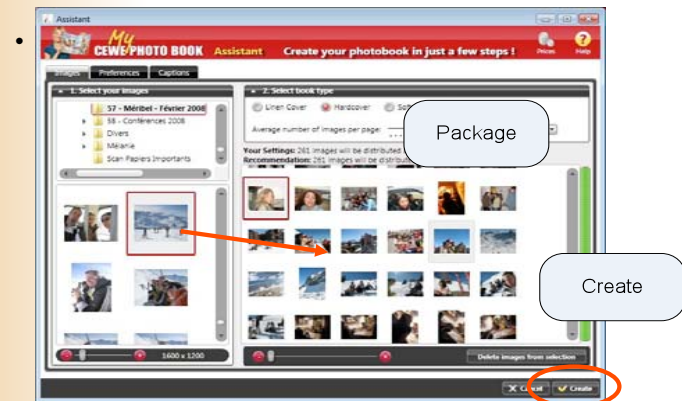 Assistant
My
CEWE PHOTO BOOK Assistant Create your photobook in just a few steps !
Prices
Help
Images Preferences Captions
1. Select your images
57 - Méribel - Février 2008
58 - Conférences 2008
Divers
Mélanie
Scan Papiers Importants
1600 x 1200
2. Select book type
Linen Cover Hardcover
Average number of images per page:
Your Settings: 261 images will be distributed
Recommendation: 261 images will be
Package
Create
Delete images from selection
Cancel Create